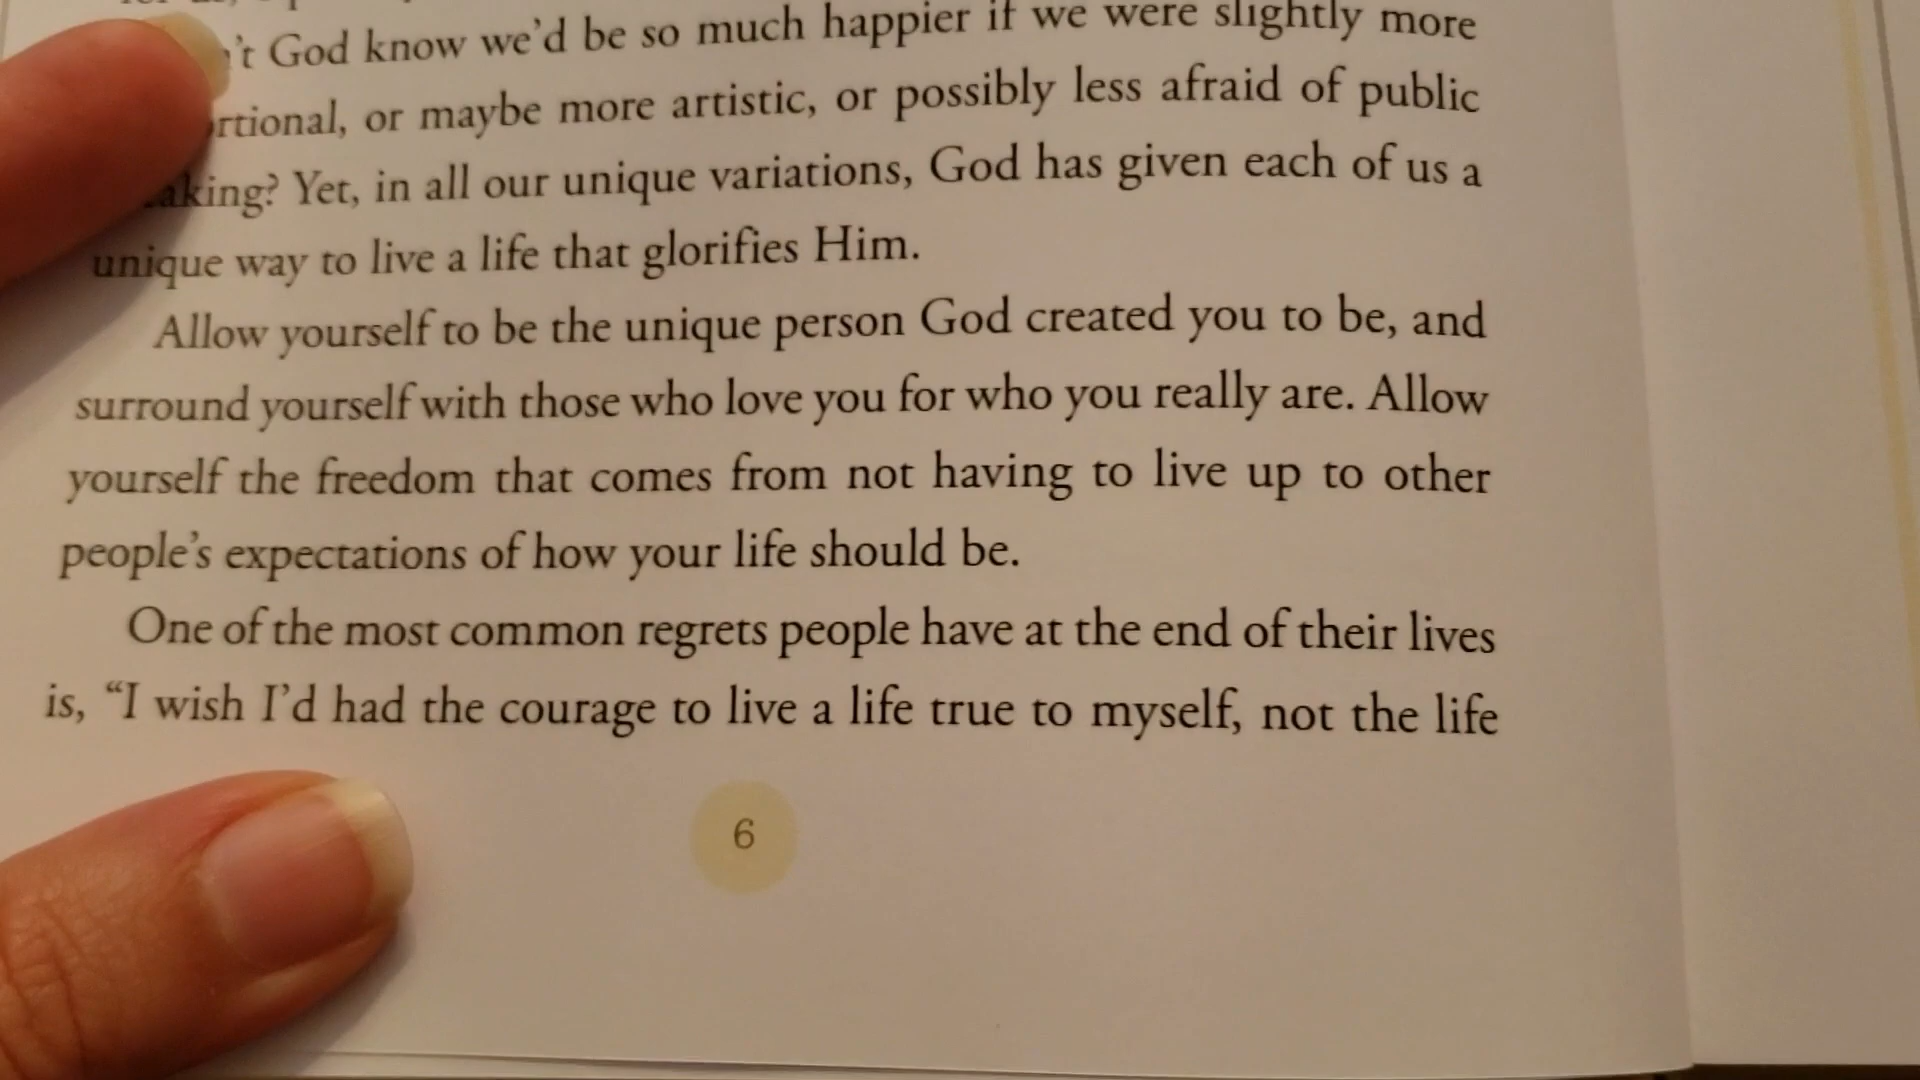 God know we'd be so much happier if we were slightly more
or maybe more artistic, or possibly less afraid of public
Yet, in all our unique variations, God has given each of us a
unique way to live a life that glorifies Him.
Allow yourself to be the unique person God created you to be, and
surround yourself with those who love you for who you really are. Allow
yourself the freedom that comes from not having to live up to other
people's expectations of how your life should be.
One of the most common regrets people have at the end of their lives
is, “I wish I'd had the courage to live a life true to myself, not the life
6